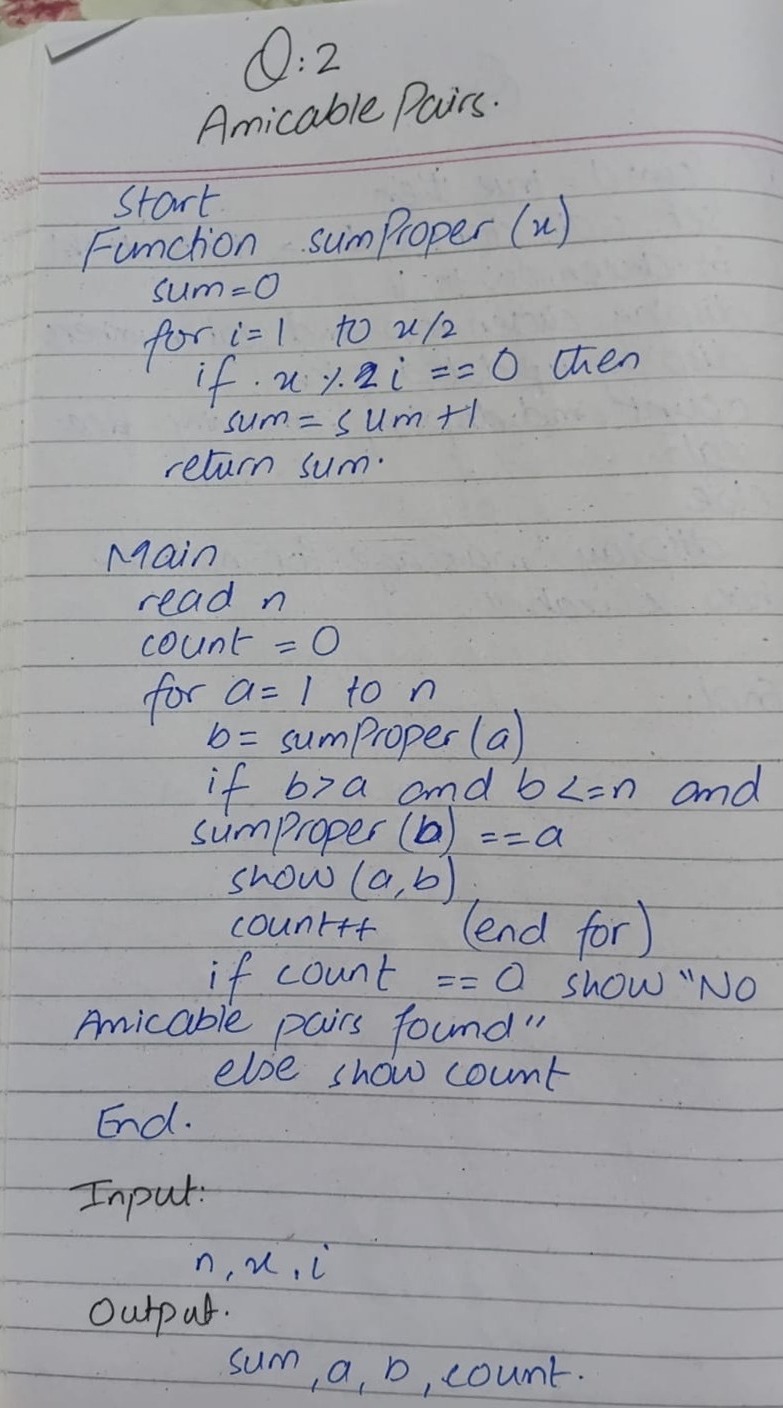 Q:2
Amicable Pairs.
Start
Function sumProper (x)
sum=0
for i=1 to x/2
if x % i == 0 then
sum = sum +1
return sum.
Main
read n
count = 0
for a= 1 to n
b= sumProper (a)
if b>a and b <=n and
sumProper (b) ==a
show (a,b)
count++ (end for)
if count == 0 show "No
Amicable pairs found"
else show count
End.
Input:
n, x, i
Output.
sum, a, b, count.